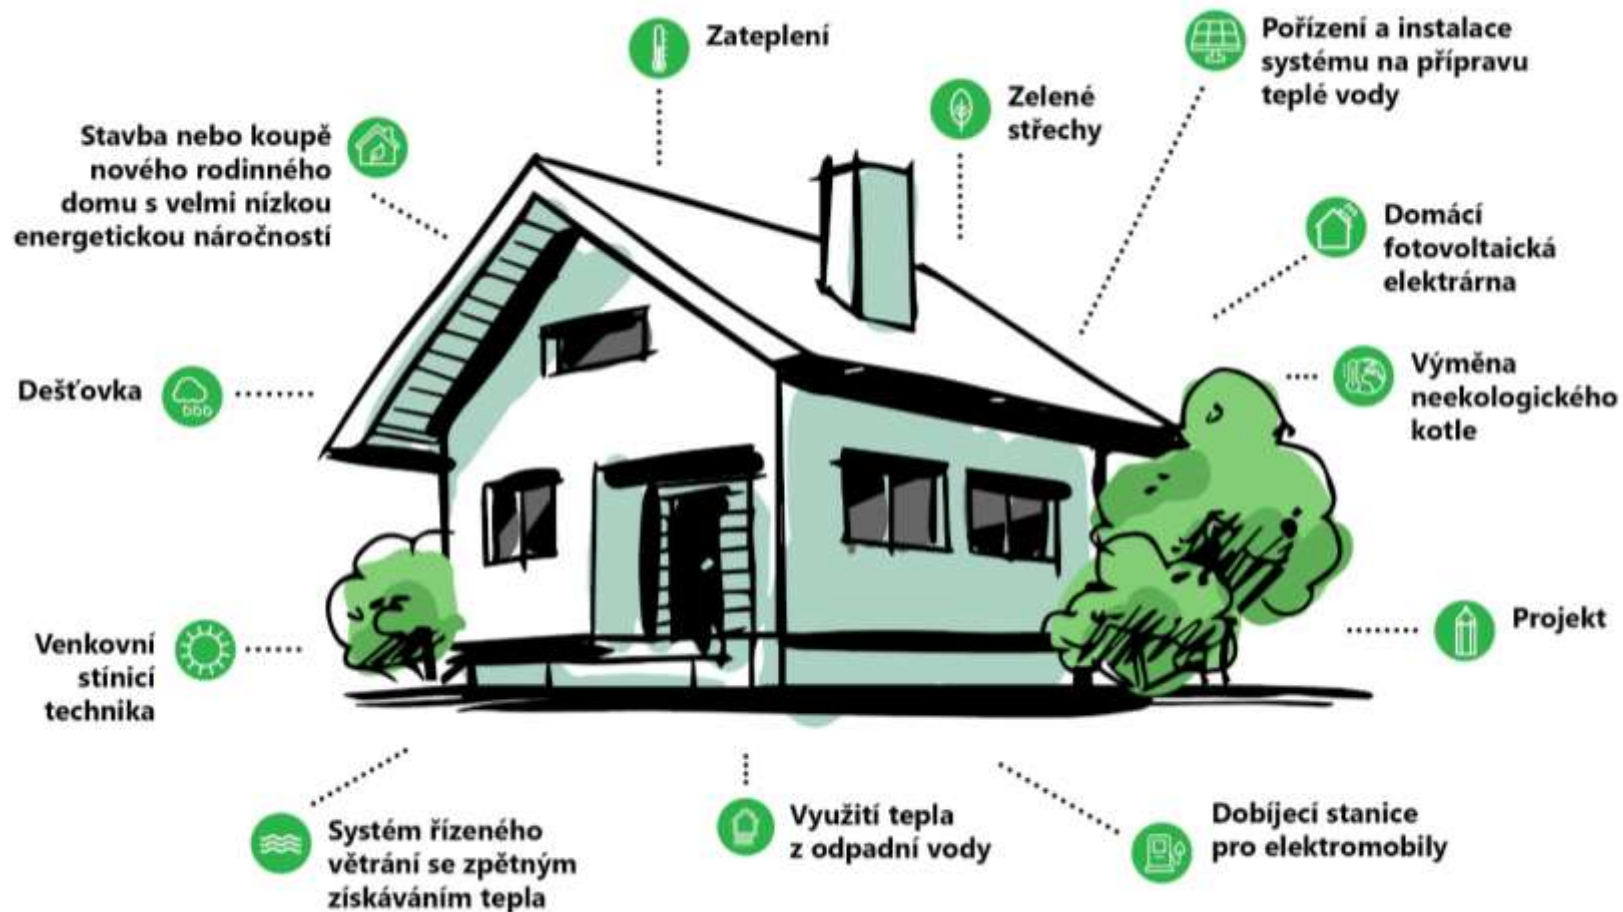 Zateplení
Pořízení a instalace
systému na přípravu
teplé vody
Zelené
střechy
Stavba nebo koupě
nového rodinného
domu s velmi nízkou
energetickou náročností
Domácí
fotovoltaická
elektrárna
Dešťovka
Výměna
neekologického
kotle
Venkovní
stínicí
technika
Projekt
Systém řízeného
větrání se zpětným
získáváním tepla
Využití tepla
z odpadní vody
Dobíjecí stanice
pro elektromobily